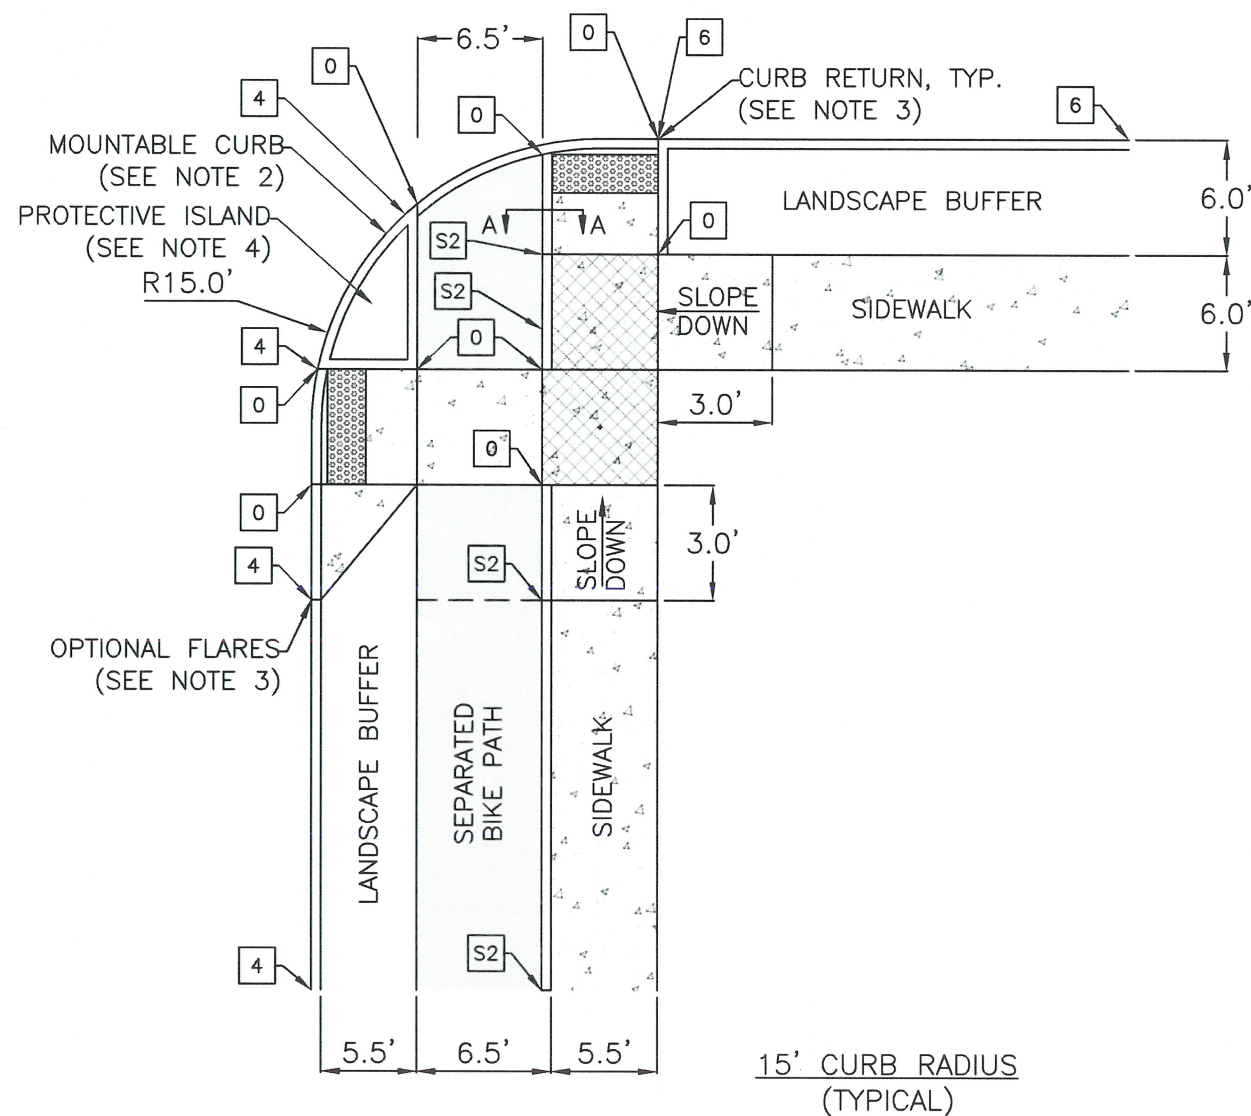 6.5'
0
6
0
CURB RETURN, TYP.
(SEE NOTE 3)
4
0
6
MOUNTABLE CURB
(SEE NOTE 2)
PROTECTIVE ISLAND
(SEE NOTE 4)
R15.0'
LANDSCAPE BUFFER
6.0'
A
A
S2
0
S2
SLOPE
DOWN
SIDEWALK
6.0'
4
0
0
3.0'
0
0
SLOPE
DOWN
3.0'
4
S2
OPTIONAL FLARES
(SEE NOTE 3)
LANDSCAPE BUFFER
SEPARATED
BIKE PATH
SIDEWALK
4
S2
5.5'
6.5'
5.5'
15' CURB RADIUS
(TYPICAL)